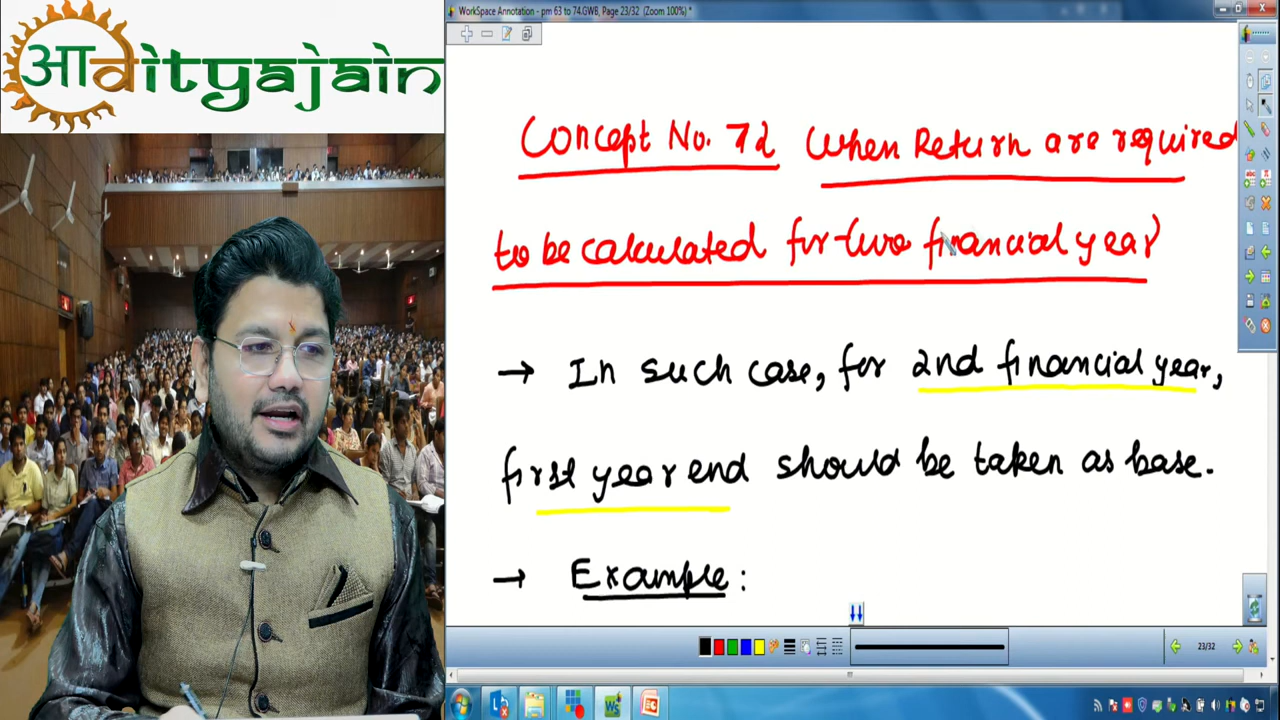 आdityajain
WorkSpace Annotation - pm 63 to 74.GWB, Page 23/32 (Zoom 100%) *
Concept No. 72 When Return are required
to be calculated for two financial year
→ In such case, for 2nd financial year,
first year end should be taken as base.
→ Example:
23/32